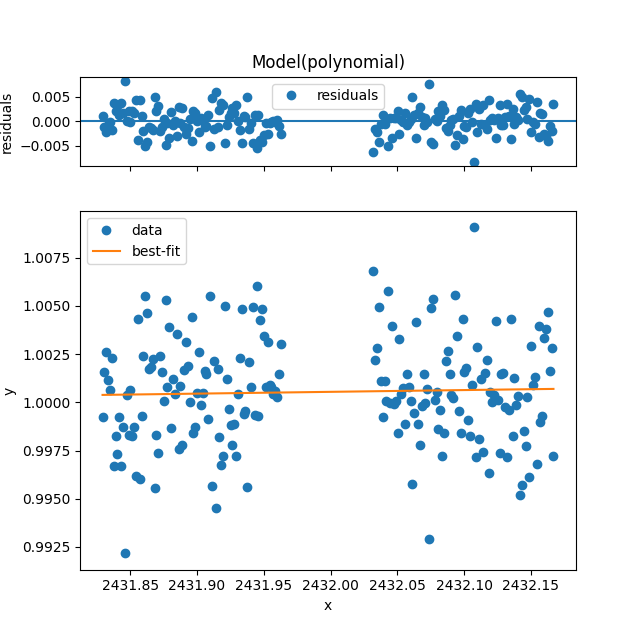 Model(polynomial)
residuals
0.005
0.000
−0.005
residuals
data
best-fit
y
1.0075
1.0050
1.0025
1.0000
0.9975
0.9950
0.9925
2431.85 2431.90 2431.95 2432.00 2432.05 2432.10 2432.15
x